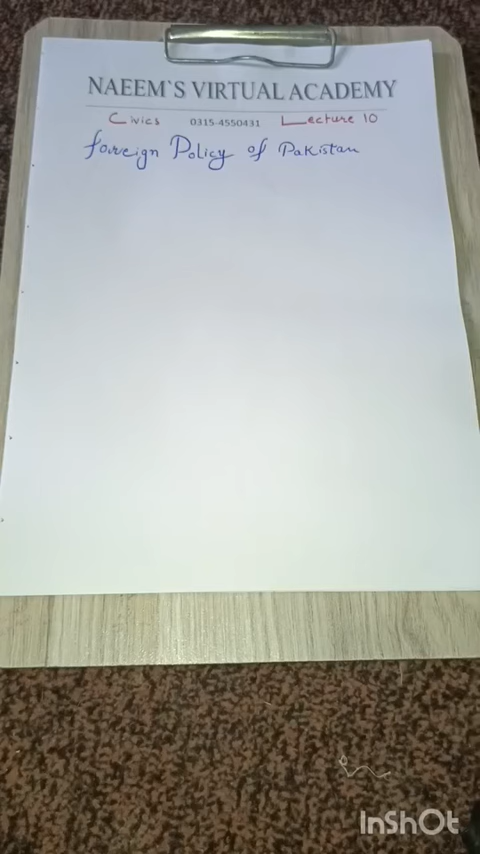 NAEEM`S VIRTUAL ACADEMY
Civics 0315-4550431 Lecture 10
foreign Policy of Pakistan
InShOt